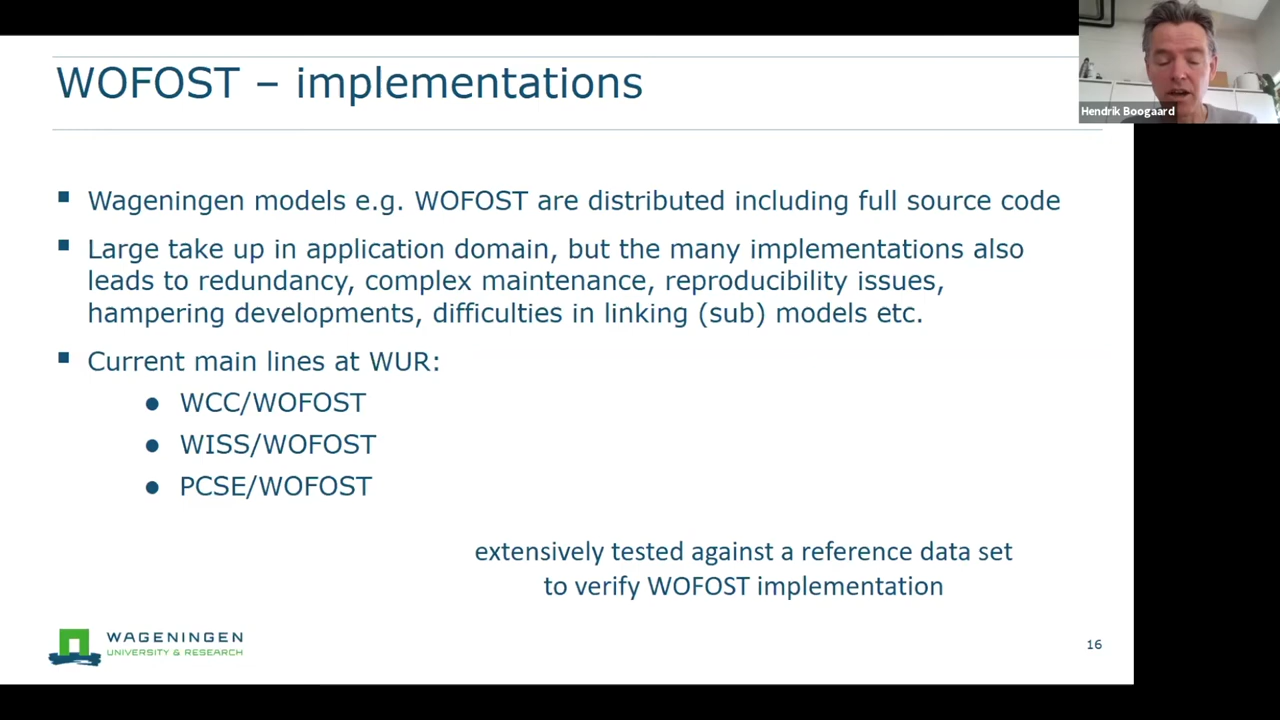 WOFOST – implementations
Hendrik Boogaard
Wageningen models e.g. WOFOST are distributed including full source code
Large take up in application domain, but the many implementations also
leads to redundancy, complex maintenance, reproducibility issues,
hampering developments, difficulties in linking (sub) models etc.
Current main lines at WUR:
WCC/WOFOST
WISS/WOFOST
PCSE/WOFOST
extensively tested against a reference data set
to verify WOFOST implementation
WAGENINGEN
UNIVERSITY & RESEARCH
16